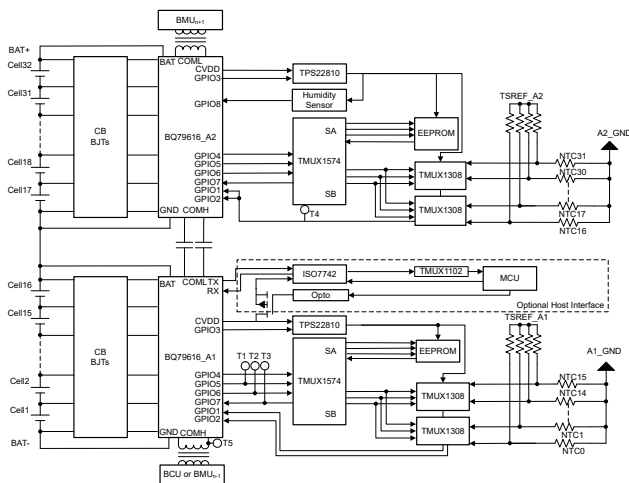 BMUn+1
BAT+
BAT COML
Cell32
CVDD
GPIO3
TPS22810
Cell31
GPIO8
Humidity
Sensor
TSREF_A2
CB
BJTs
BQ79616_A2
SA
EEPROM
A2_GND
TMUX1574
GPIO4
GPIO5
GPIO6
GPIO7
GPIO1
GPIO2
Cell18
Cell17
TMUX1308
NTC31
NTC30
SB
TMUX1308
NTC17
NTC16
T4
GND COMH
Cell16
BAT
COML TX
RX
ISO7742
TMUX1102
MCU
Opto
Optional Host Interface
Cell15
CVDD
GPIO3
TPS22810
TSREF_A1
CB
BJTs
BQ79616_A1
T1 T2 T3
SA
EEPROM
A1_GND
TMUX1574
GPIO4
GPIO5
GPIO6
GPIO7
GPIO1
GPIO2
Cell2
Cell1
TMUX1308
NTC15
NTC14
SB
TMUX1308
NTC1
NTC0
BAT-
GND COMH
T5
BCU or BMUn-1